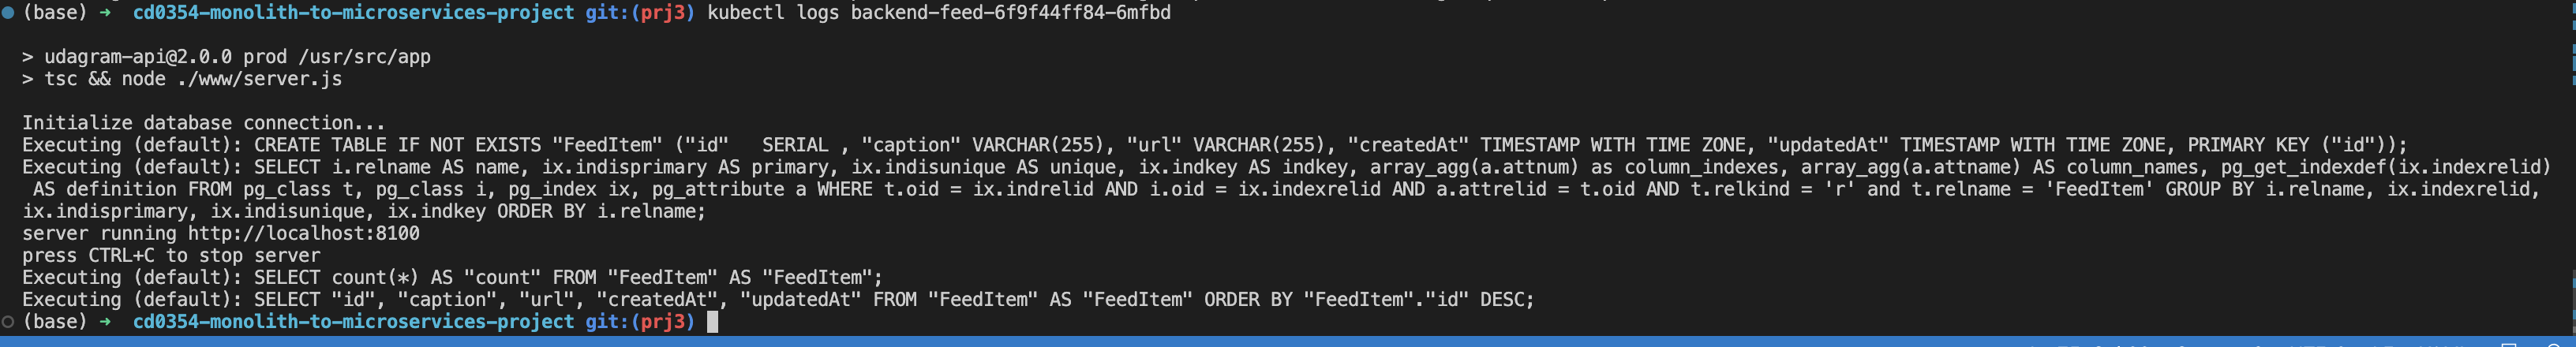 (base) ➜ cd0354-monolith-to-microservices-project git:(prj3) kubectl logs backend-feed-6f9f44ff84-6mfbd
> udagram-api@2.0.0 prod /usr/src/app
> tsc && node ./www/server.js
Initialize database connection...
Executing (default): CREATE TABLE IF NOT EXISTS "FeedItem" ("id"   SERIAL , "caption" VARCHAR(255), "url" VARCHAR(255), "createdAt" TIMESTAMP WITH TIME ZONE, "updatedAt" TIMESTAMP WITH TIME ZONE, PRIMARY KEY ("id"));
Executing (default): SELECT i.relname AS name, ix.indisprimary AS primary, ix.indisunique AS unique, ix.indkey AS indkey, array_agg(a.attnum) as column_indexes, array_agg(a.attname) AS column_names, pg_get_indexdef(ix.indexrelid)
 AS definition FROM pg_class t, pg_class i, pg_index ix, pg_attribute a WHERE t.oid = ix.indrelid AND i.oid = ix.indexrelid AND a.attrelid = t.oid AND t.relkind = 'r' and t.relname = 'FeedItem' GROUP BY i.relname, ix.indexrelid,
ix.indisprimary, ix.indisunique, ix.indkey ORDER BY i.relname;
server running http://localhost:8100
press CTRL+C to stop server
Executing (default): SELECT count(*) AS "count" FROM "FeedItem" AS "FeedItem";
Executing (default): SELECT "id", "caption", "url", "createdAt", "updatedAt" FROM "FeedItem" AS "FeedItem" ORDER BY "FeedItem"."id" DESC;
(base) ➜ cd0354-monolith-to-microservices-project git:(prj3)